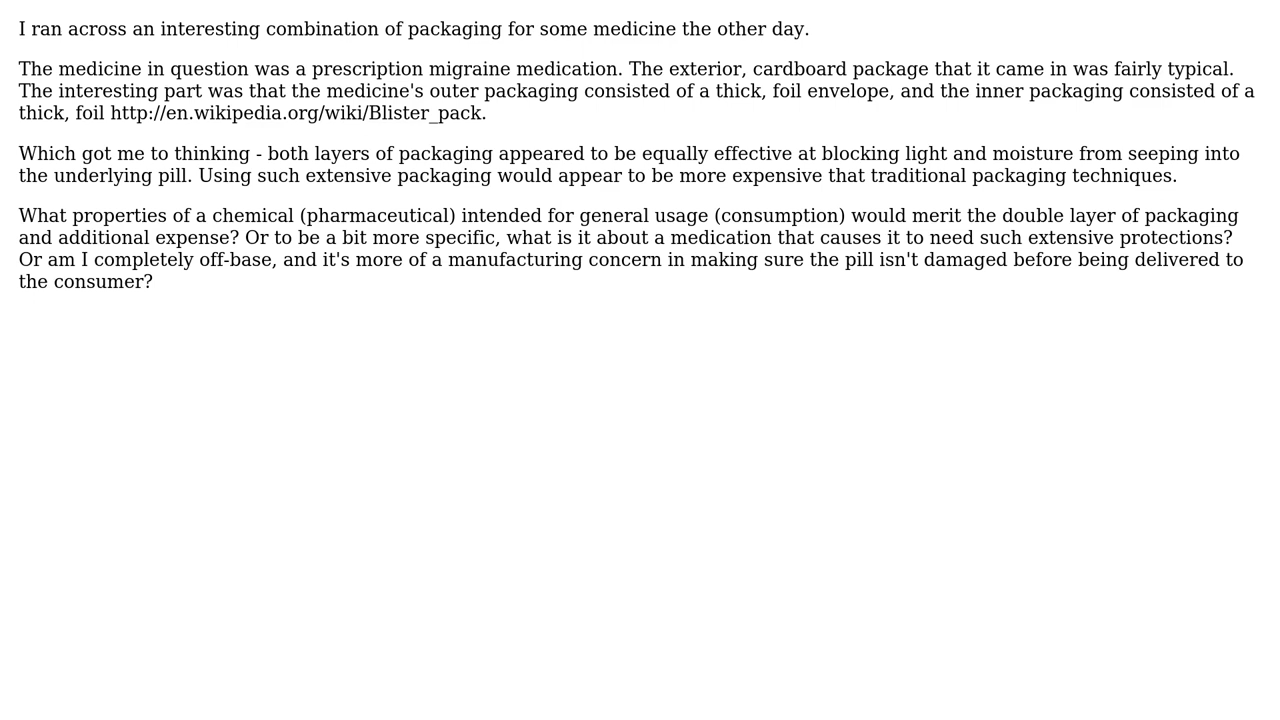 I ran across an interesting combination of packaging for some medicine the other day.
The medicine in question was a prescription migraine medication. The exterior, cardboard package that it came in was fairly typical.
The interesting part was that the medicine's outer packaging consisted of a thick, foil envelope, and the inner packaging consisted of a
thick, foil http://en.wikipedia.org/wiki/Blister_pack.
Which got me to thinking - both layers of packaging appeared to be equally effective at blocking light and moisture from seeping into
the underlying pill. Using such extensive packaging would appear to be more expensive that traditional packaging techniques.
What properties of a chemical (pharmaceutical) intended for general usage (consumption) would merit the double layer of packaging
and additional expense? Or to be a bit more specific, what is it about a medication that causes it to need such extensive protections?
Or am I completely off-base, and it's more of a manufacturing concern in making sure the pill isn't damaged before being delivered to
the consumer?